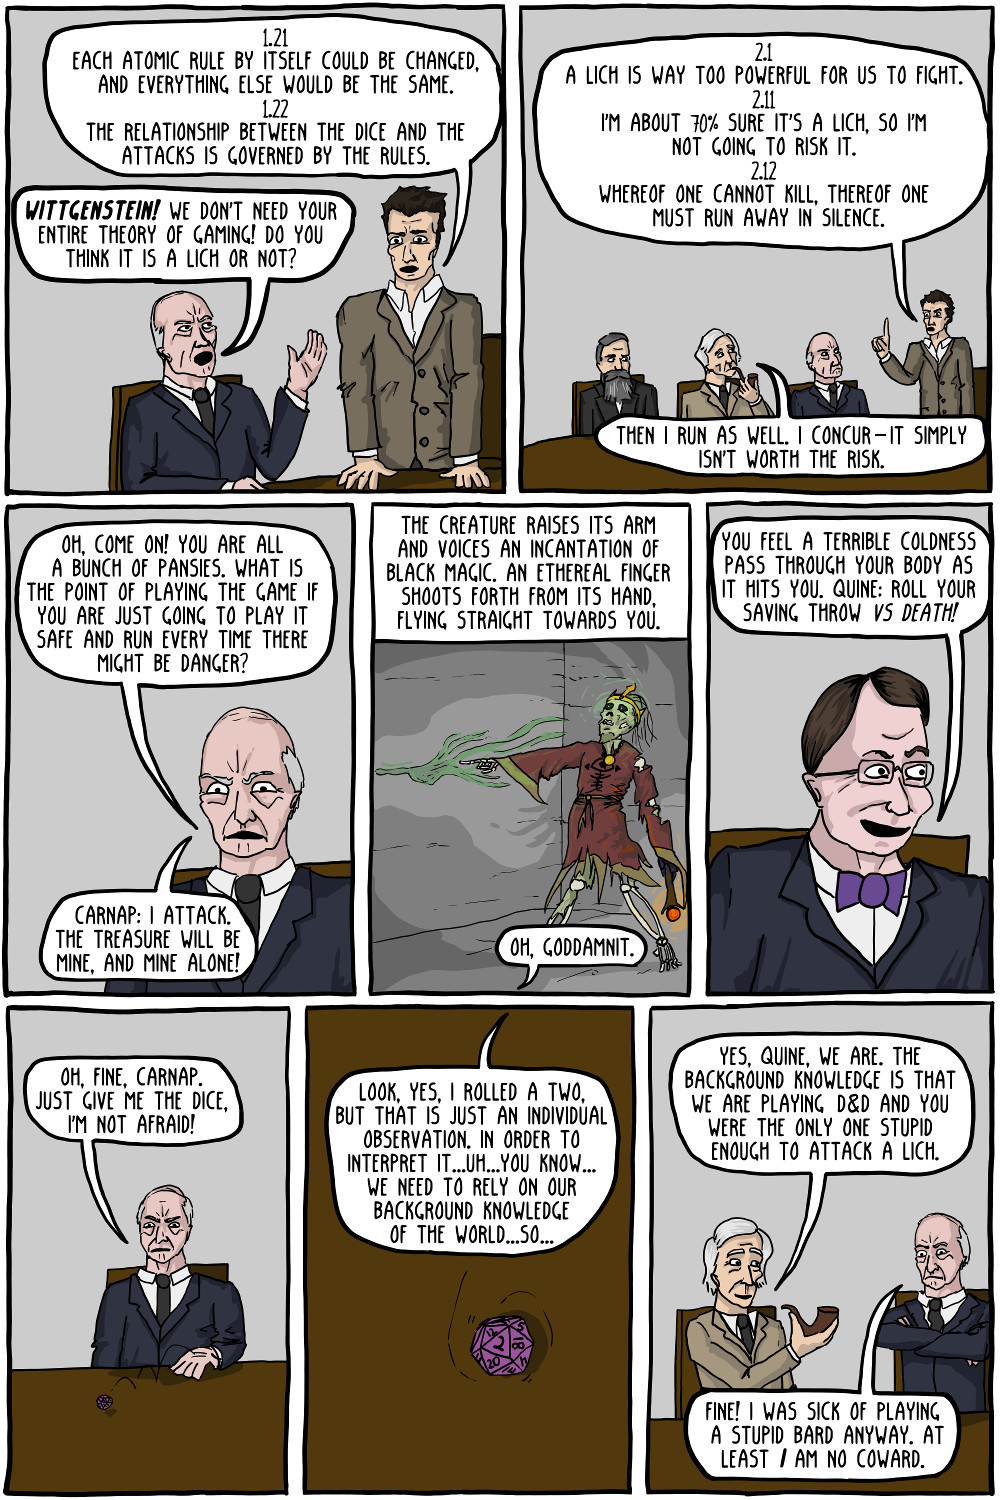 1.21
EACH ATOMIC RULE BY ITSELF COULD BE CHANGED,
AND EVERYTHING ELSE WOULD BE THE SAME.
1.22
THE RELATIONSHIP BETWEEN THE DICE AND THE
ATTACKS IS GOVERNED BY THE RULES.
WITTGENSTEIN! WE DON'T NEED YOUR
ENTIRE THEORY OF GAMING! DO YOU
THINK IT IS A LICH OR NOT?
2.1
A LICH IS WAY TOO POWERFUL FOR US TO FIGHT.
2.11
I'M ABOUT 70% SURE IT'S A LICH, SO I'M
NOT GOING TO RISK IT.
2.12
WHEREOF ONE CANNOT KILL, THEREOF ONE
MUST RUN AWAY IN SILENCE.
THEN I RUN AS WELL. I CONCUR-IT SIMPLY
ISN'T WORTH THE RISK.
OH, COME ON! YOU ARE ALL
A BUNCH OF PANSIES. WHAT IS
THE POINT OF PLAYING THE GAME IF
YOU ARE JUST GOING TO PLAY IT
SAFE AND RUN EVERY TIME THERE
MIGHT BE DANGER?
CARNAP: I ATTACK.
THE TREASURE WILL BE
MINE, AND MINE ALONE!
THE CREATURE RAISES ITS ARM
AND VOICES AN INCANTATION OF
BLACK MAGIC. AN ETHEREAL FINGER
SHOOTS FORTH FROM ITS HAND,
FLYING STRAIGHT TOWARDS YOU.
OH, GODDAMNIT.
YOU FEEL A TERRIBLE COLDNESS
PASS THROUGH YOUR BODY AS
IT HITS YOU. QUINE: ROLL YOUR
SAVING THROW VS DEATH!
OH, FINE, CARNAP.
JUST GIVE ME THE DICE,
I'M NOT AFRAID!
LOOK, YES, I ROLLED A TWO,
BUT THAT IS JUST AN INDIVIDUAL
OBSERVATION. IN ORDER TO
INTERPRET IT...UH...YOU KNOW...
WE NEED TO RELY ON OUR
BACKGROUND KNOWLEDGE
OF THE WORLD...SO...
2
20
YES, QUINE, WE ARE. THE
BACKGROUND KNOWLEDGE IS THAT
WE ARE PLAYING D&D AND YOU
WERE THE ONLY ONE STUPID
ENOUGH TO ATTACK A LICH.
FINE! I WAS SICK OF PLAYING
A STUPID BARD ANYWAY. AT
LEAST I AM NO COWARD.